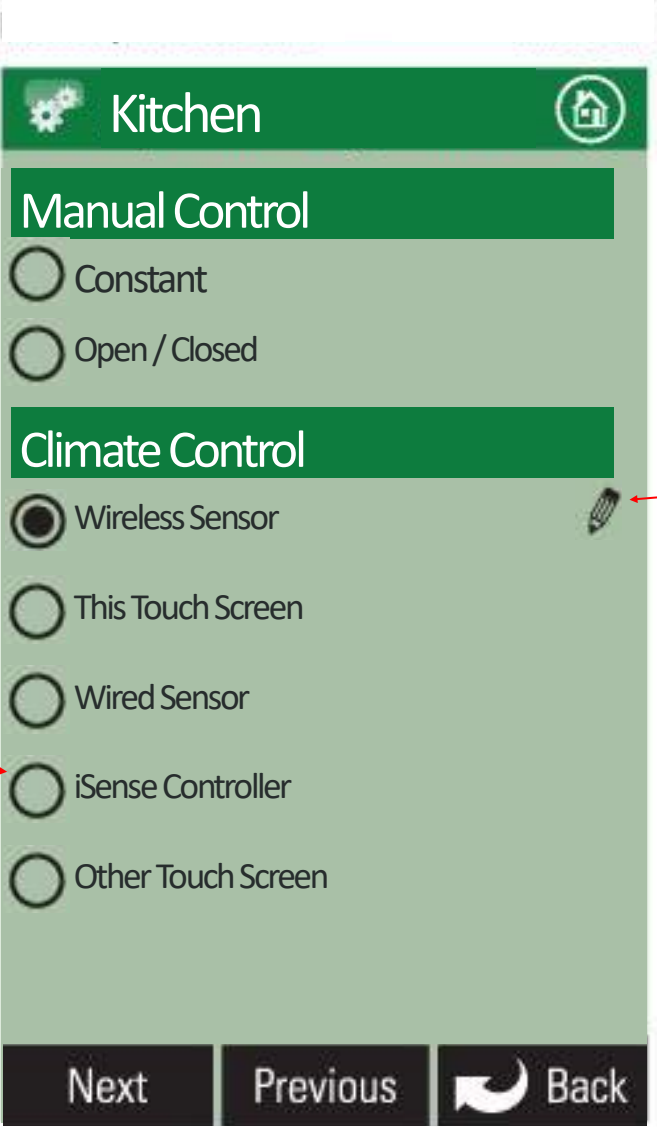 Kitchen
Manual Control
Constant
Open / Closed
Climate Control
Wireless Sensor
This Touch Screen
Wired Sensor
iSense Controller
Other Touch Screen
Next Previous Back